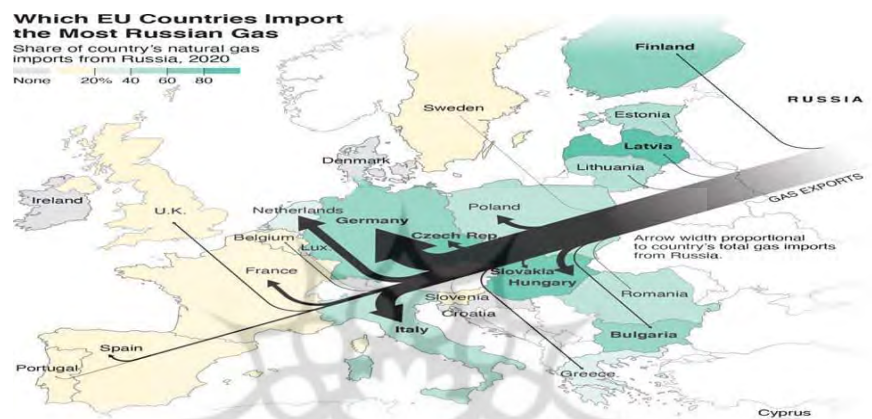 Which EU Countries Import
the Most Russian Gas
Share of country's natural gas
imports from Russia, 2020
None 20% 40 60 80
Finland
RUSSIA
Sweden
Estonia
Latvia
Denmark
Lithuania
Ireland
U.K.
Netherlands
Germany
Poland
GAS EXPORTS
Belgium
Lux.
Czech Rep.
Arrow width proportional
to country's total gas imports
from Russia.
France
Slovakia
Hungary
Slovenia
Romania
Croatia
Italy
Bulgaria
Spain
Portugal
Greece
Cyprus